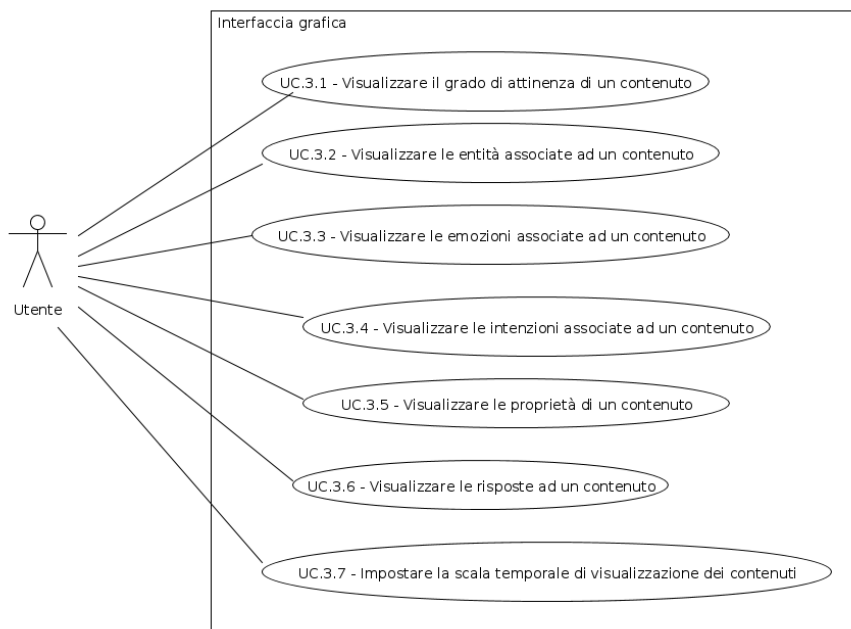 Interfaccia grafica
UC.3.1 - Visualizzare il grado di attinenza di un contenuto
UC.3.2 - Visualizzare le entità associate ad un contenuto
UC.3.3 - Visualizzare le emozioni associate ad un contenuto
Utente
UC.3.4 - Visualizzare le intenzioni associate ad un contenuto
UC.3.5 - Visualizzare le proprietà di un contenuto
UC.3.6 - Visualizzare le risposte ad un contenuto
UC.3.7 - Impostare la scala temporale di visualizzazione dei contenuti